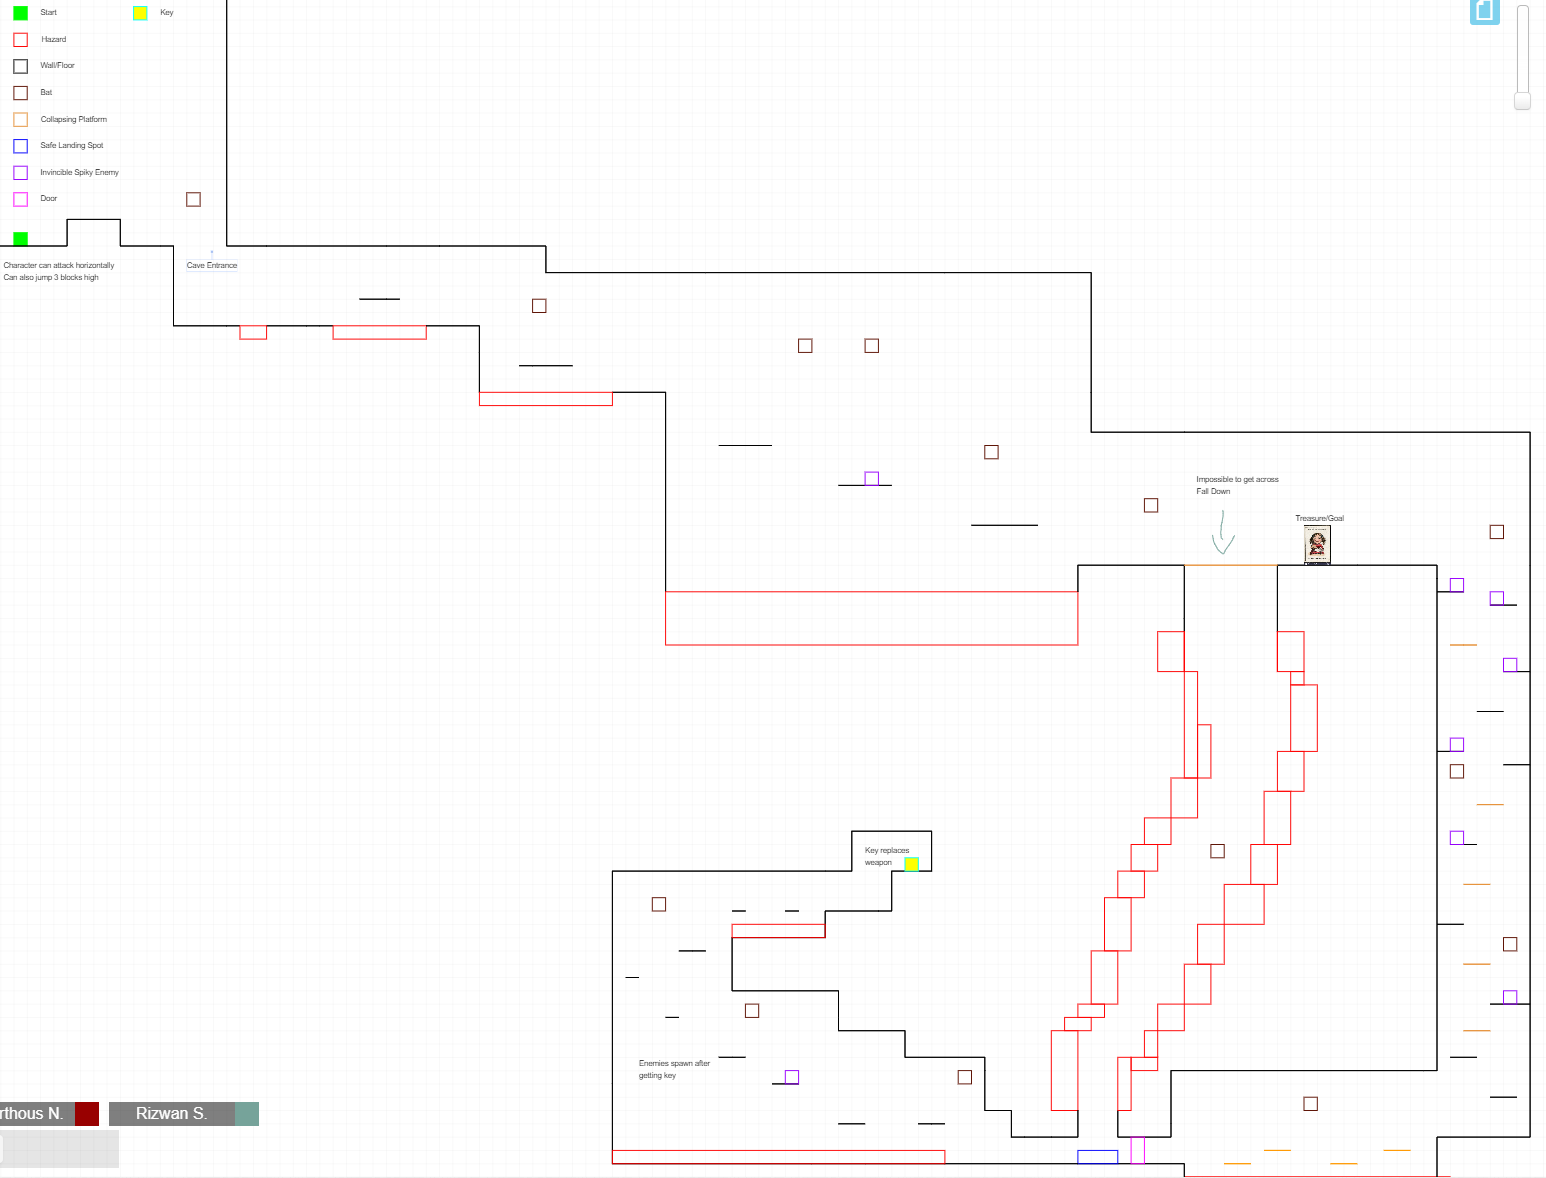 Start
Key
Hazard
Wall/Floor
Bat
Collapsing Platform
Safe Landing Spot
Invincible Spiky Enemy
Door
Character can attack horizontally
Can also jump 3 blocks high
Cave Entrance
Impossible to get across
Fall Down
Treasure/Goal
Key replaces
weapon
Enemies spawn after
getting key
rthous N.
Rizwan S.